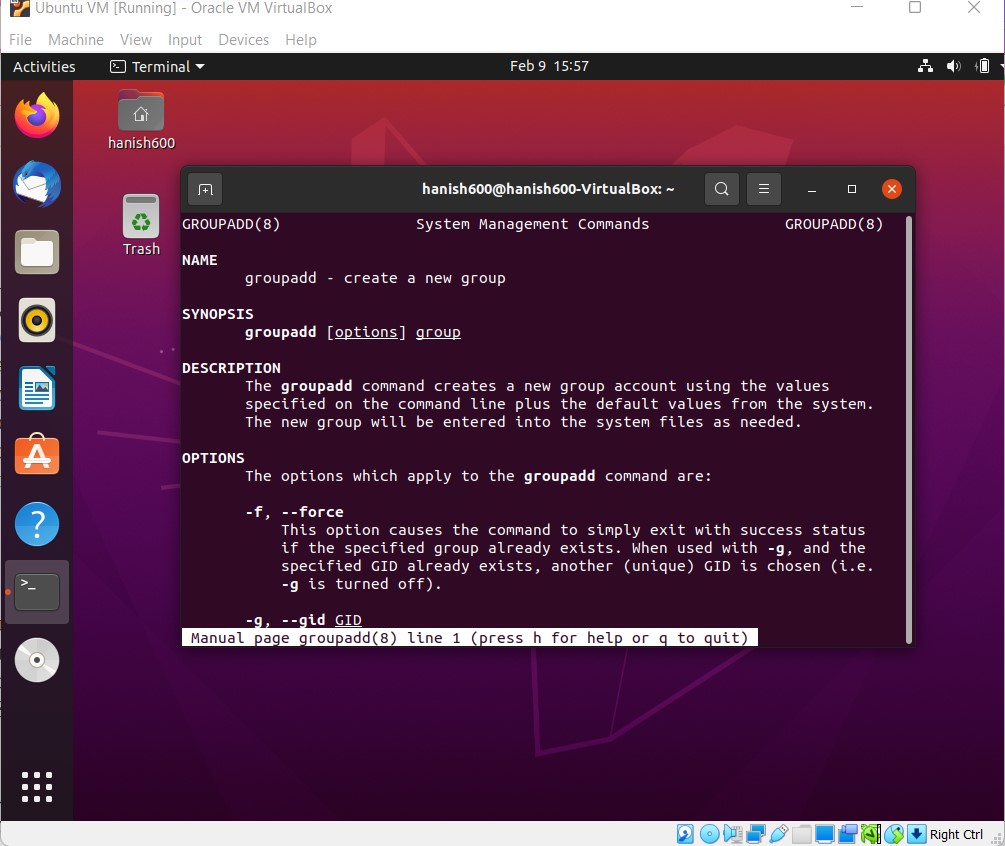 Ubuntu VM [Running] - Oracle VM VirtualBox
File Machine View Input Devices Help
Activities Terminal Feb 9 15:57
hanish600
Trash
hanish600@hanish600-VirtualBox: ~
GROUPADD(8) System Management Commands GROUPADD(8)
NAME
groupadd - create a new group
SYNOPSIS
groupadd [options] group
DESCRIPTION
The groupadd command creates a new group account using the values
specified on the command line plus the default values from the system.
The new group will be entered into the system files as needed.
OPTIONS
The options which apply to the groupadd command are:
-f, --force
This option causes the command to simply exit with success status
if the specified group already exists. When used with -g, and the
specified GID already exists, another (unique) GID is chosen (i.e.
-g is turned off).
-g, --gid GID
Manual page groupadd(8) line 1 (press h for help or q to quit)
Right Ctrl